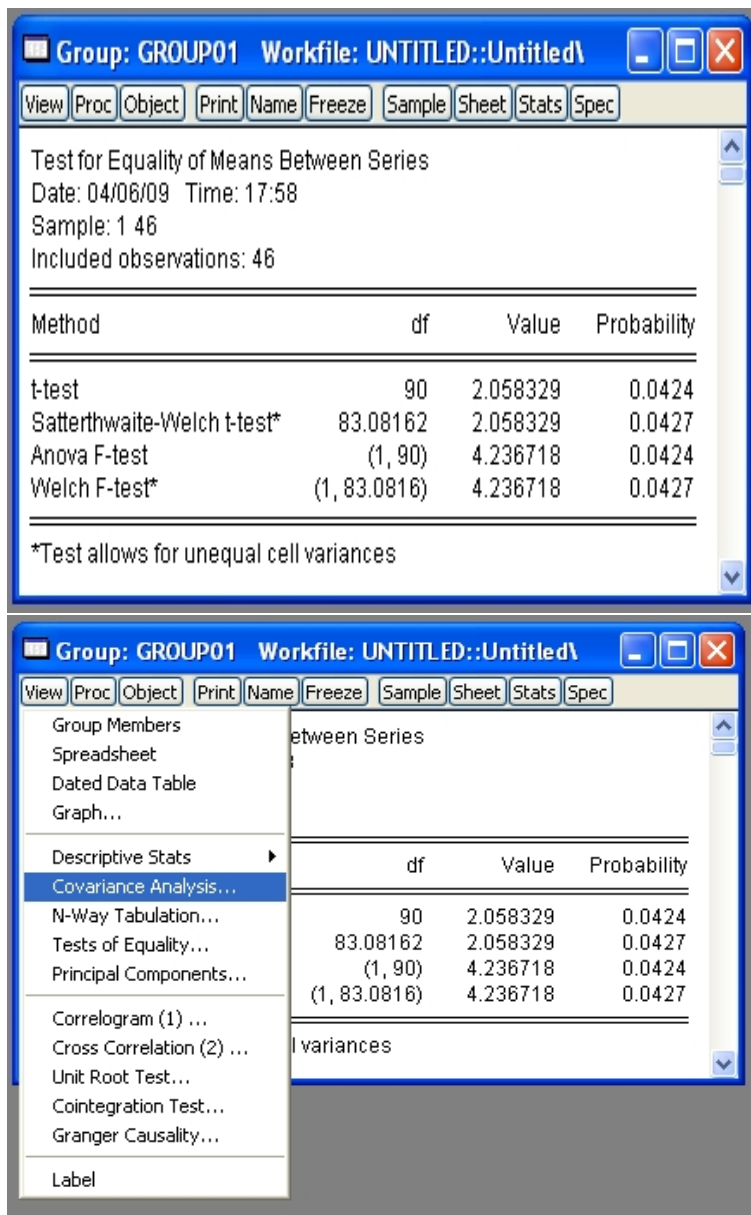 Group: GROUP01 Workfile: UNTITLED::Untitled\
View Proc Object Print Name Freeze Sample Sheet Stats Spec
Test for Equality of Means Between Series
Date: 04/06/09 Time: 17:58
Sample: 1 46
Included observations: 46
Method df Value Probability
t-test 90 2.058329 0.0424
Satterthwaite-Welch t-test* 83.08162 2.058329 0.0427
Anova F-test (1, 90) 4.236718 0.0424
Welch F-test* (1, 83.0816) 4.236718 0.0427
*Test allows for unequal cell variances
Group: GROUP01 Workfile: UNTITLED::Untitled\
View Proc Object Print Name Freeze Sample Sheet Stats Spec
Group Members
Spreadsheet
Dated Data Table
Graph...
Descriptive Stats
Covariance Analysis...
N-Way Tabulation...
Tests of Equality...
Principal Components...
Correlogram (1) ...
Cross Correlation (2) ...
Unit Root Test...
Cointegration Test...
Granger Causality...
Label
etween Series
df Value Probability
90 2.058329 0.0424
83.08162 2.058329 0.0427
(1, 90) 4.236718 0.0424
(1, 83.0816) 4.236718 0.0427
l variances